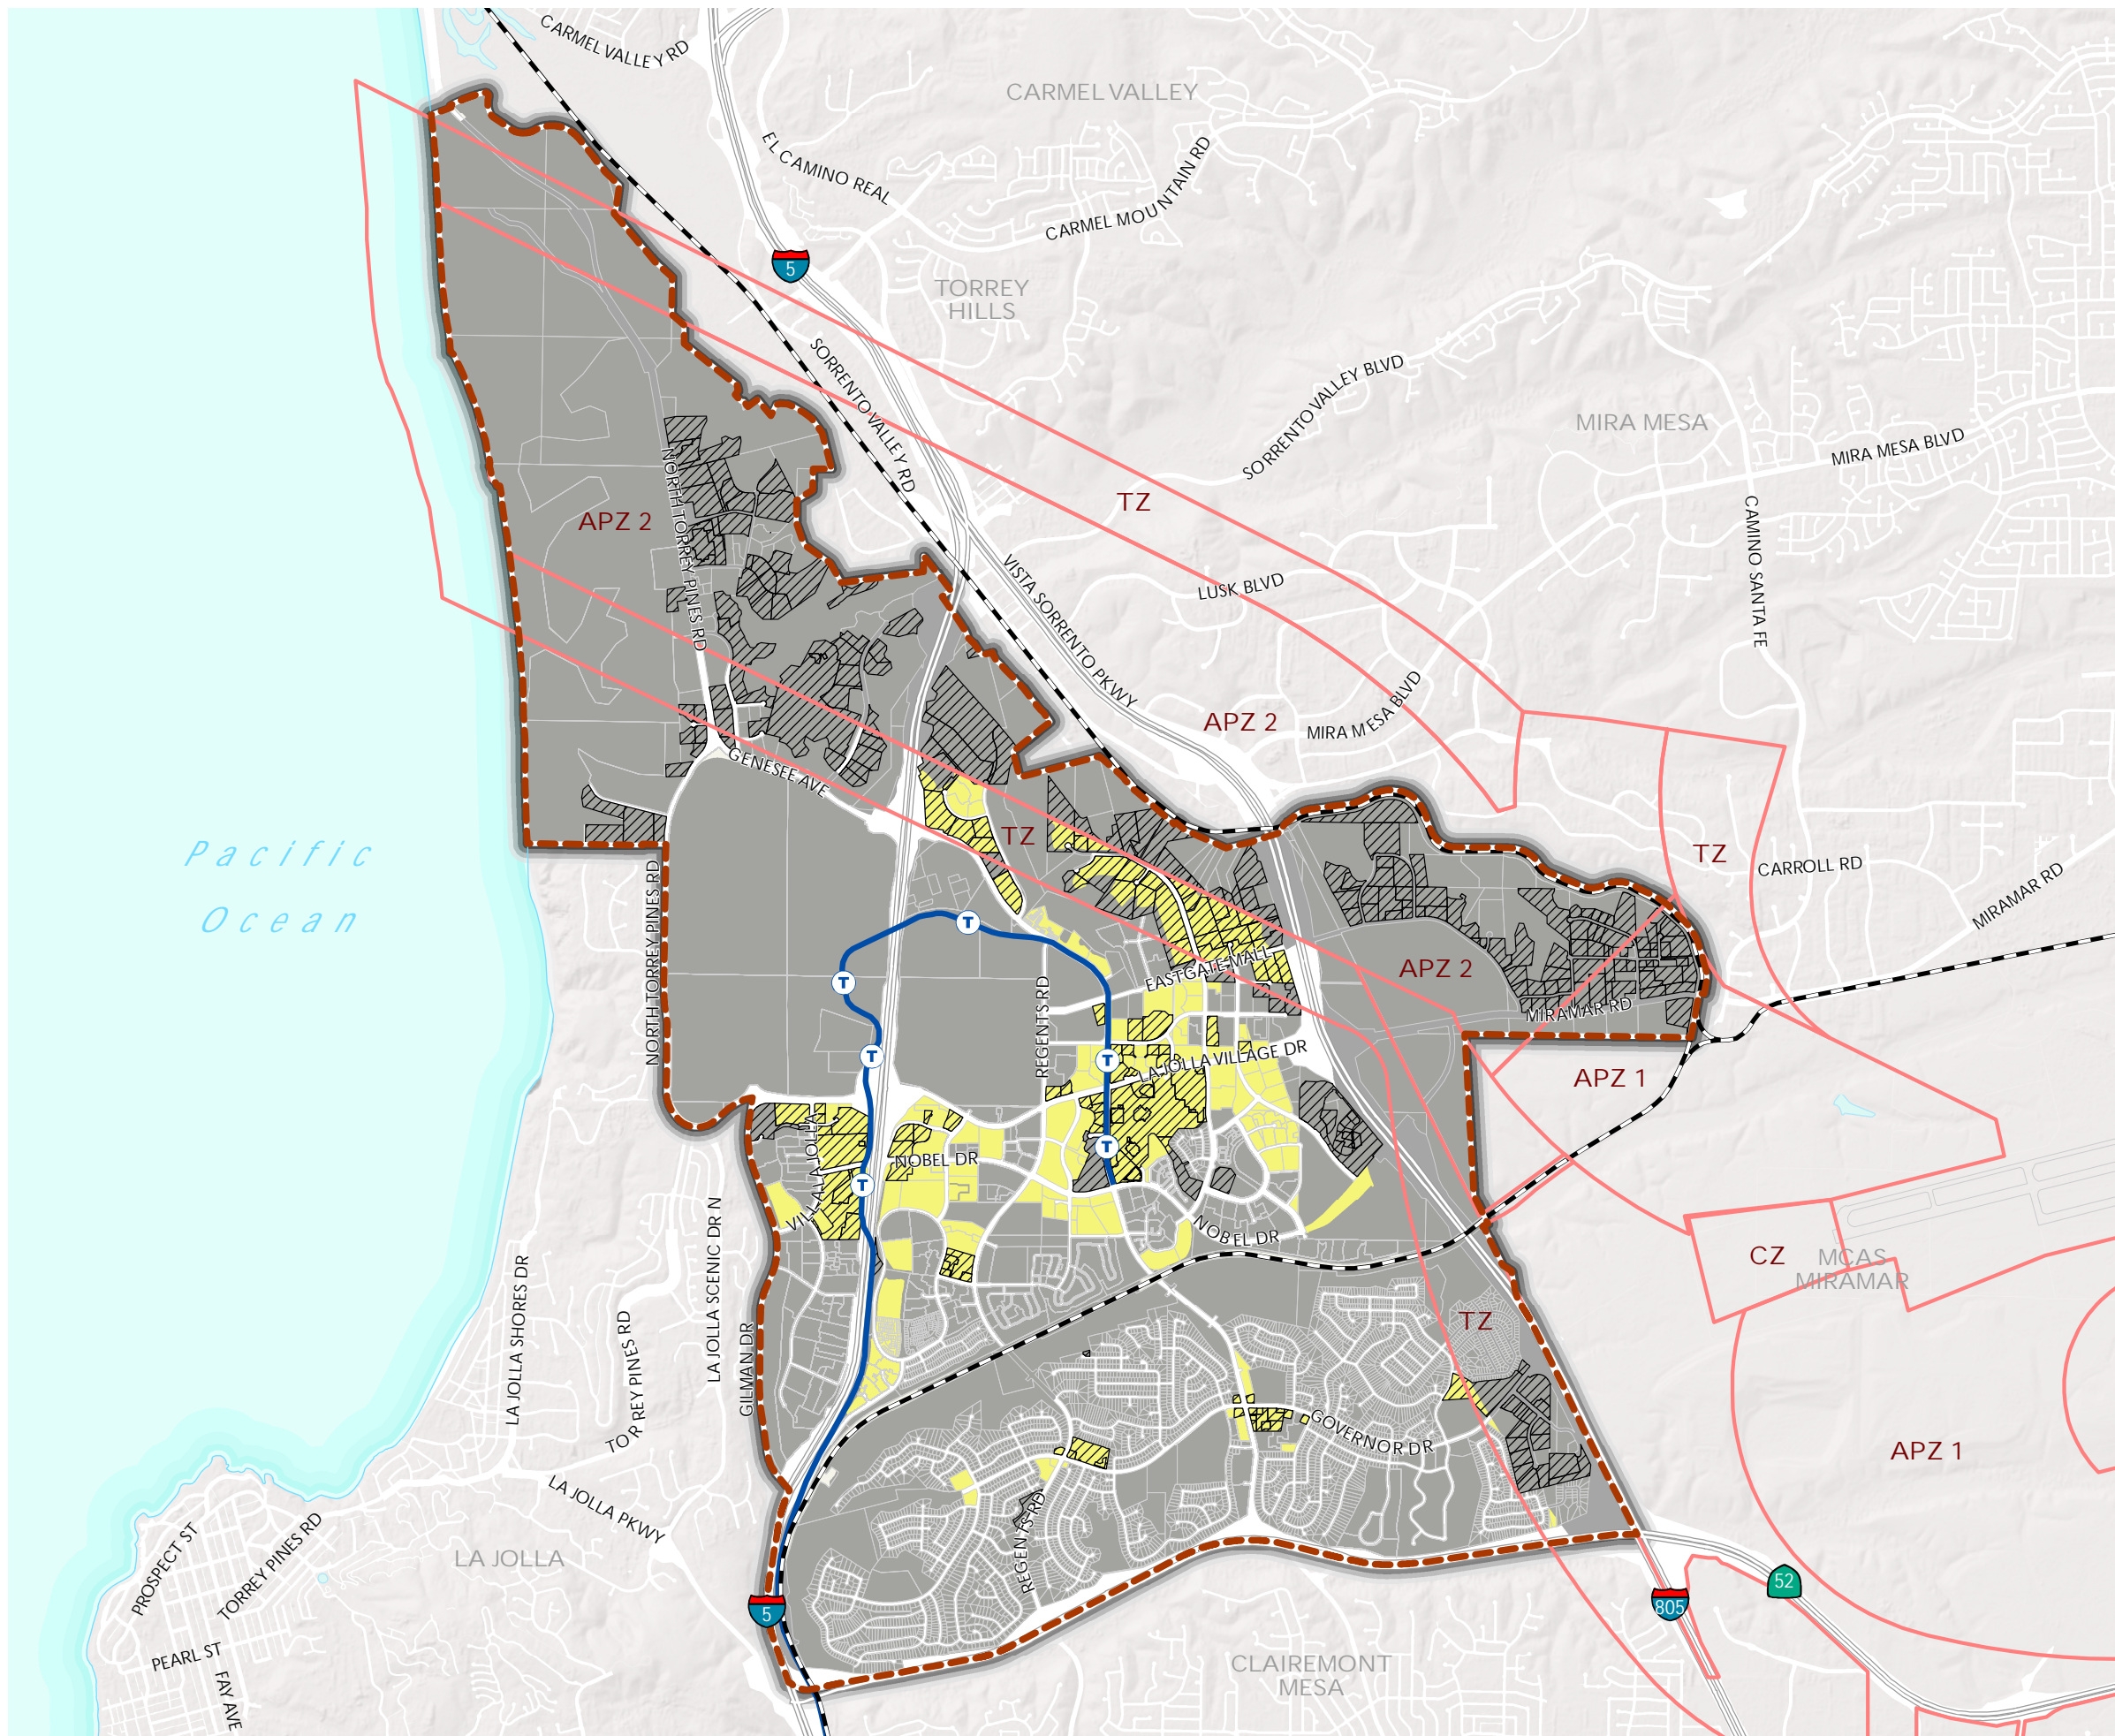 CARMEL VALLEY RD
CARMEL VALLEY
EL CAMINO REAL
CARMEL MOUNTAIN RD
5
TORREY
HILLS
SORRENTO VALLEY RD
SORRENTO VALLEY BLVD
MIRA MESA
MIRA MESA BLVD
NORTH TORREY PINES RD
APZ 2
TZ
CAMINO SANTA FE
VISTA SORRENTO PKWY
LUSK BLVD
APZ 2
MIRA MESA BLVD
GENESEE AVE
TZ
TZ
CARROLL RD
MIRAMAR RD
Pacific
Ocean
NORTH TORREY PINES RD
T
T
T
T
T
T
REGENTS RD
EASTGATE MALL
APZ 2
MIRAMAR RD
LA JOLLA VILLAGE DR
APZ 1
VILLA LA JOLLA
NOBEL DR
NOBEL DR
CZ
MCAS
MIRAMAR
LA JOLLA SHORES DR
TORREY PINES RD
LA JOLLA SCENIC DR N
GILMAN DR
TZ
GOVERNOR DR
APZ 1
REGENTS RD
LA JOLLA PKWY
LA JOLLA
PROSPECT ST
TORREY PINES RD
PEARL ST
FAY AVE
5
805
52
CLAIREMONT
MESA